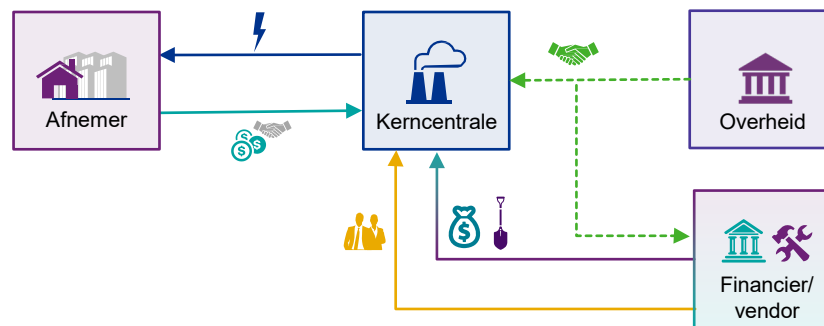 Afnemer
Kerncentrale
Overheid
Financier/
vendor